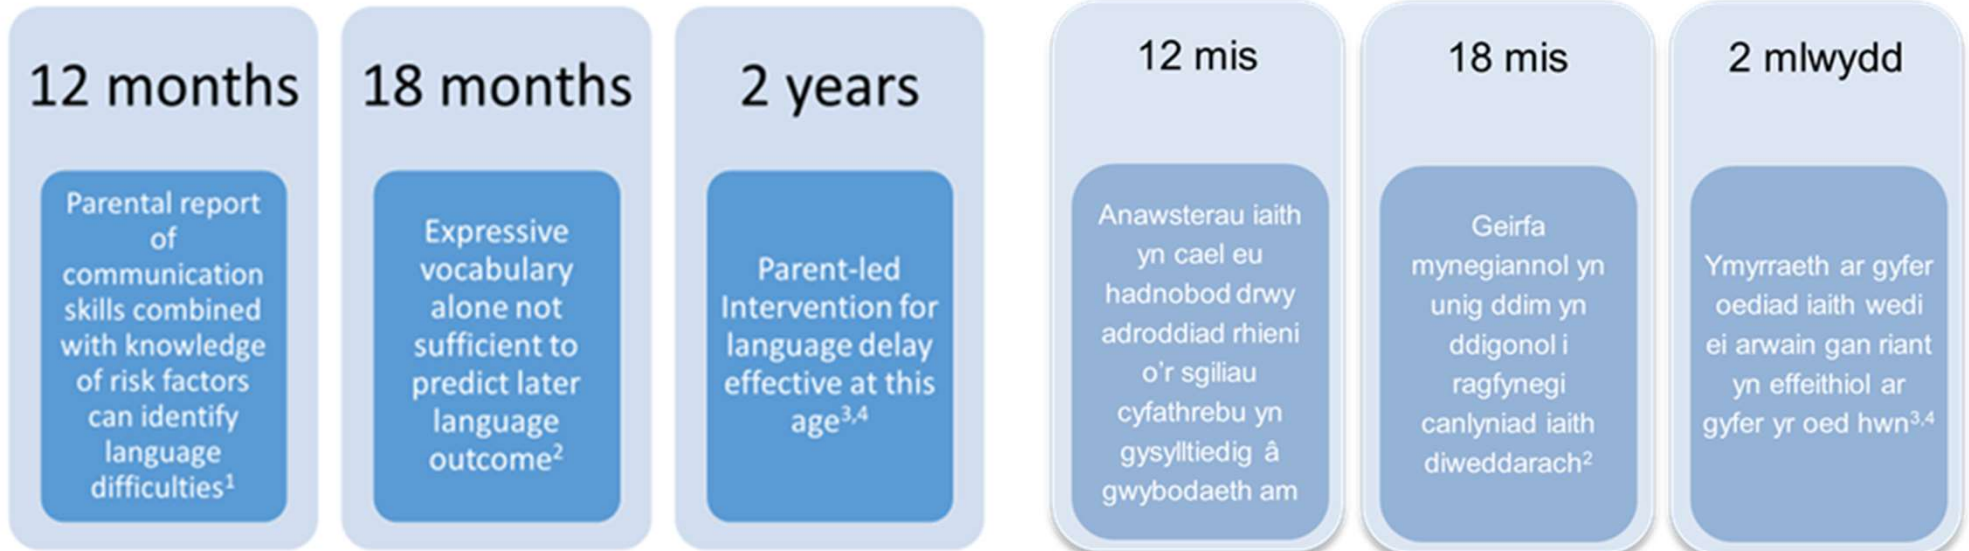 12 months
Parental report
of
communication
skills combined
with knowledge
of risk factors
can identify
language
difficulties¹
18 months
Expressive
vocabulary
alone not
sufficient to
predict later
language
outcome²
2 years
Parent-led
Intervention for
language delay
effective at this
age³,⁴
12 mis
Anawsterau iaith
yn cael eu
hadnobod drwy
adroddiad rhieni
o'r sgiliau
cyfathrebu yn
gysylltiedig â
gwybodaeth am
18 mis
Geirfa
mynegiannol yn
unig ddim yn
ddigonol i
ragfynegi
canlyniad iaith
diweddarach²
2 mlwydd
Ymyrraeth ar gyfer
oediad iaith wedi
ei arwain gan riant
yn effeithiol ar
gyfer yr oed hwn³,⁴